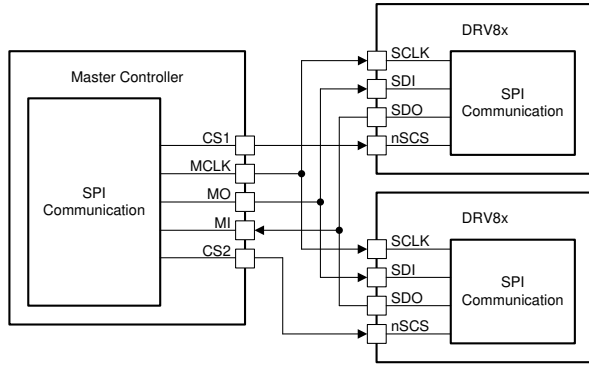 Master Controller
SPI
Communication
CS1
MCLK
MO
MI
CS2
DRV8x
SCLK
SDI
SDO
nSCS
SPI
Communication
DRV8x
SCLK
SDI
SDO
nSCS
SPI
Communication